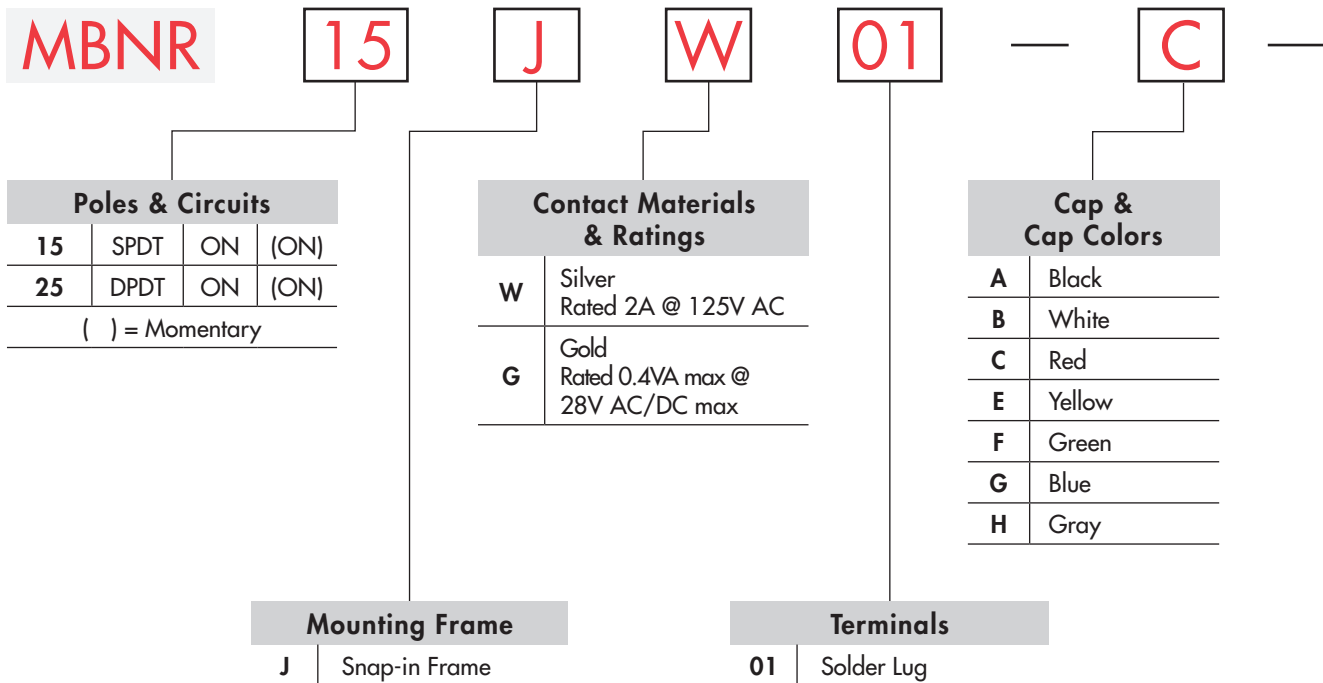 MBNR 15 J W 01 — C —
Poles & Circuits
15 SPDT ON (ON)
25 DPDT ON (ON)
( ) = Momentary
Contact Materials
& Ratings
W Silver
Rated 2A @ 125V AC
G Gold
Rated 0.4VA max @
28V AC/DC max
Cap &
Cap Colors
A Black
B White
C Red
E Yellow
F Green
G Blue
H Gray
Mounting Frame
J Snap-in Frame
Terminals
01 Solder Lug